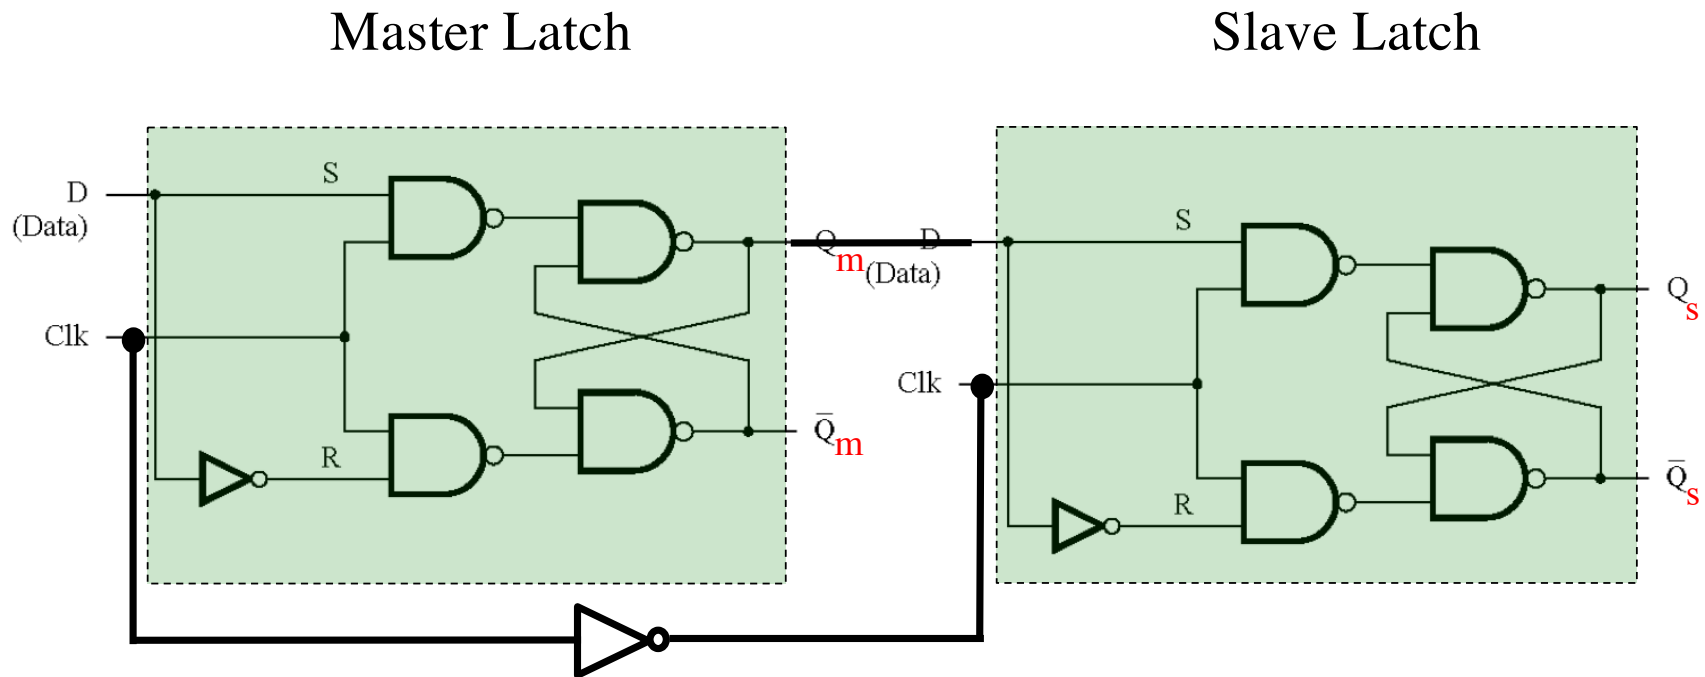 Master Latch
Slave Latch
D
(Data)
S
Clk
R
Qm
Q̅m
D
(Data)
S
Clk
R
Qs
Q̅s